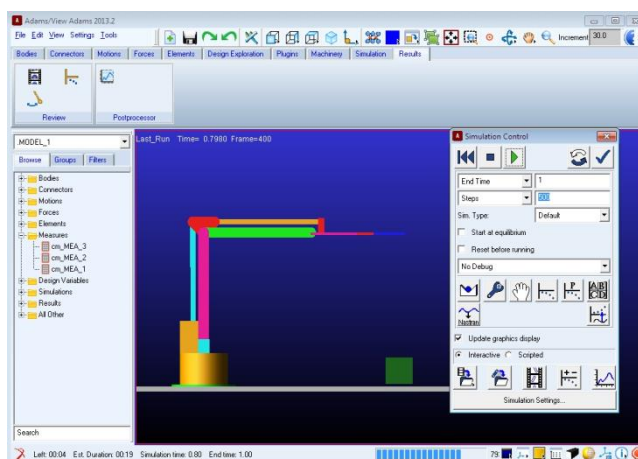 Adams/View Adams 2013.2
File Edit View Settings Tools
Increment 30.0
Bodies Connectors Motions Forces Elements Design Exploration Plugins Machinery Simulation Results
Review Postprocessor
.MODEL_1
Browse Groups Filters
Bodies
Connectors
Motions
Forces
Elements
Measures
cm_MEA_3
cm_MEA_2
cm_MEA_1
Design Variables
Simulations
Results
All Other
Search
Last_Run Time= 0.7980 Frame=400
Simulation Control
End Time 1
Steps 500
Sim. Type: Default
Start at equilibrium
Reset before running
No Debug
P
AB
CD
Nastran
Update graphics display
Interactive Scripted
Simulation Settings...
Left: 00:04 Est. Duration: 00:19 Simulation time: 0.80 End time: 1.00
79